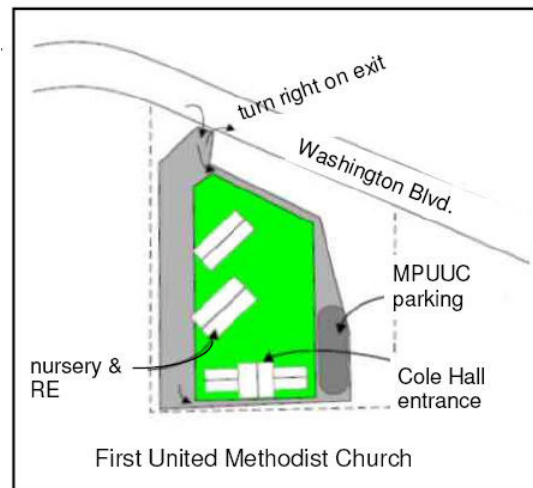 turn right on exit
Washington Blvd.
MPUUC
parking
nursery &
RE
Cole Hall
entrance
First United Methodist Church